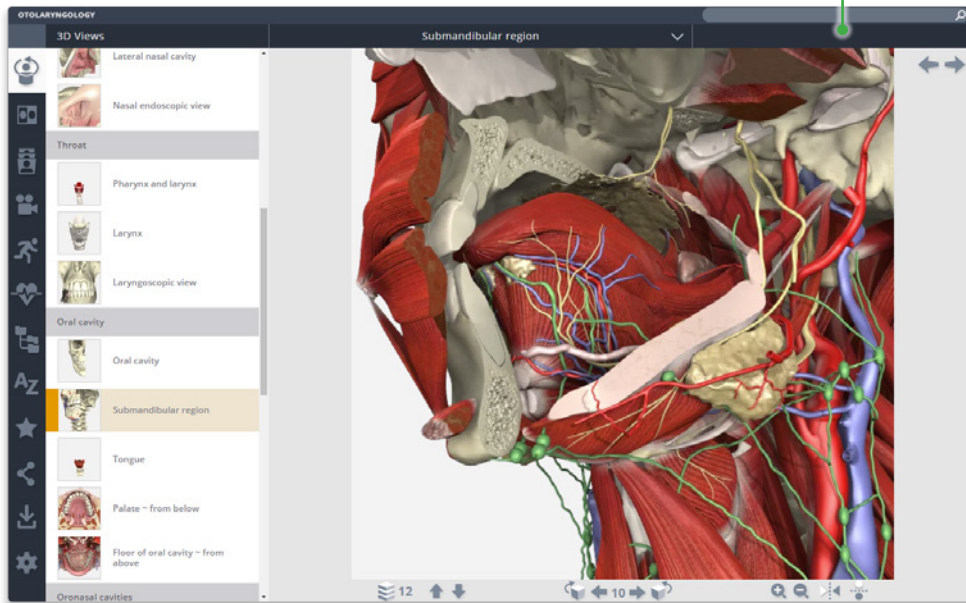 OTOLARYNGOLOGY
3D Views
Submandibular region
Lateral nasal cavity
Nasal endoscopic view
Throat
Pharynx and larynx
Larynx
Laryngoscopic view
Oral cavity
Oral cavity
Submandibular region
Tongue
Palate ~ from below
Floor of oral cavity ~ from
above
Oronasal cavities
AZ
12
10